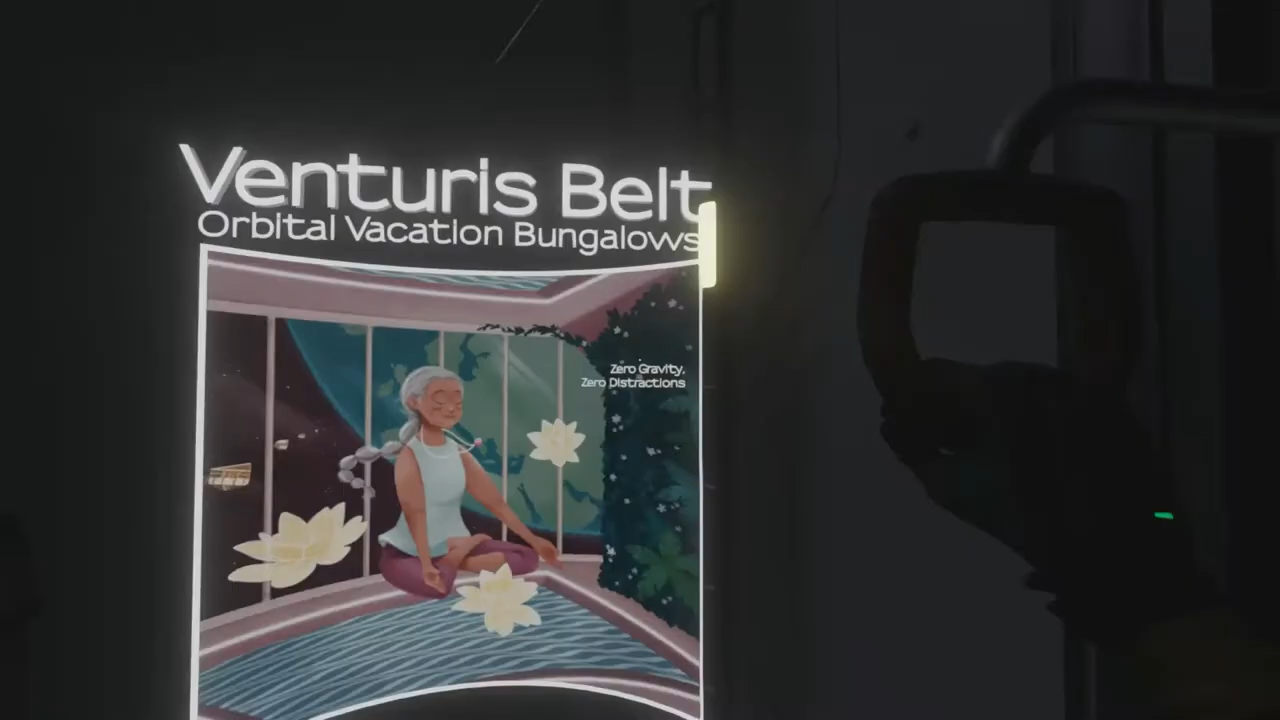 Venturis Belt
Orbital Vacation Bungalows
Zero Gravity,
Zero Distractions